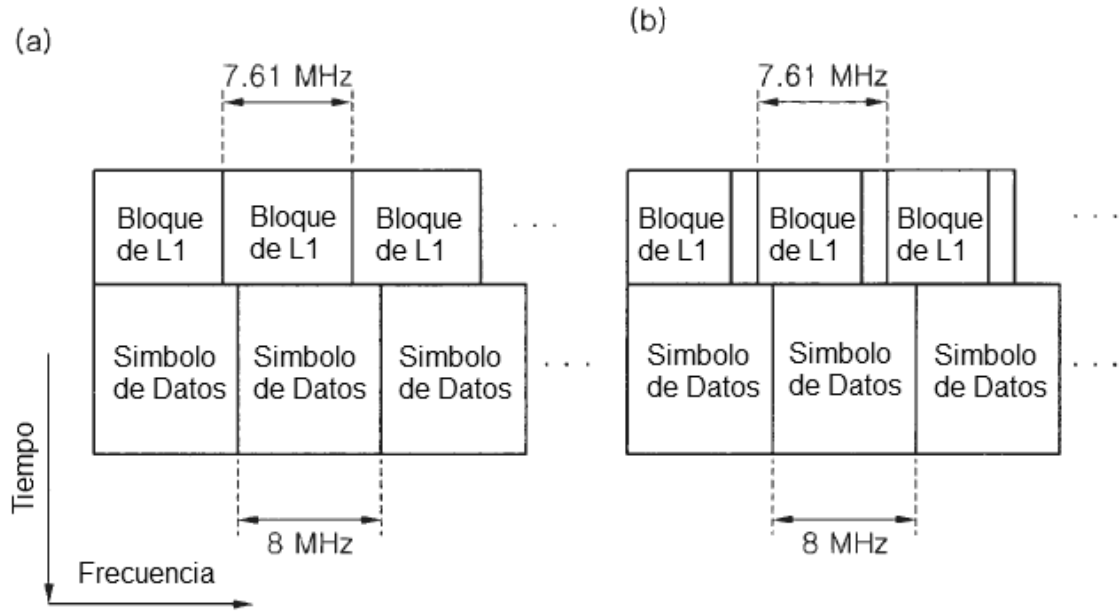 (a)
7.61 MHz
Bloque
de L1
Bloque
de L1
Bloque
de L1
. . .
Simbolo
de Datos
Simbolo
de Datos
Simbolo
de Datos
. . .
8 MHz
Tiempo
Frecuencia
(b)
7.61 MHz
Bloque
de L1
Bloque
de L1
Bloque
de L1
. . .
Simbolo
de Datos
Simbolo
de Datos
Simbolo
de Datos
. . .
8 MHz